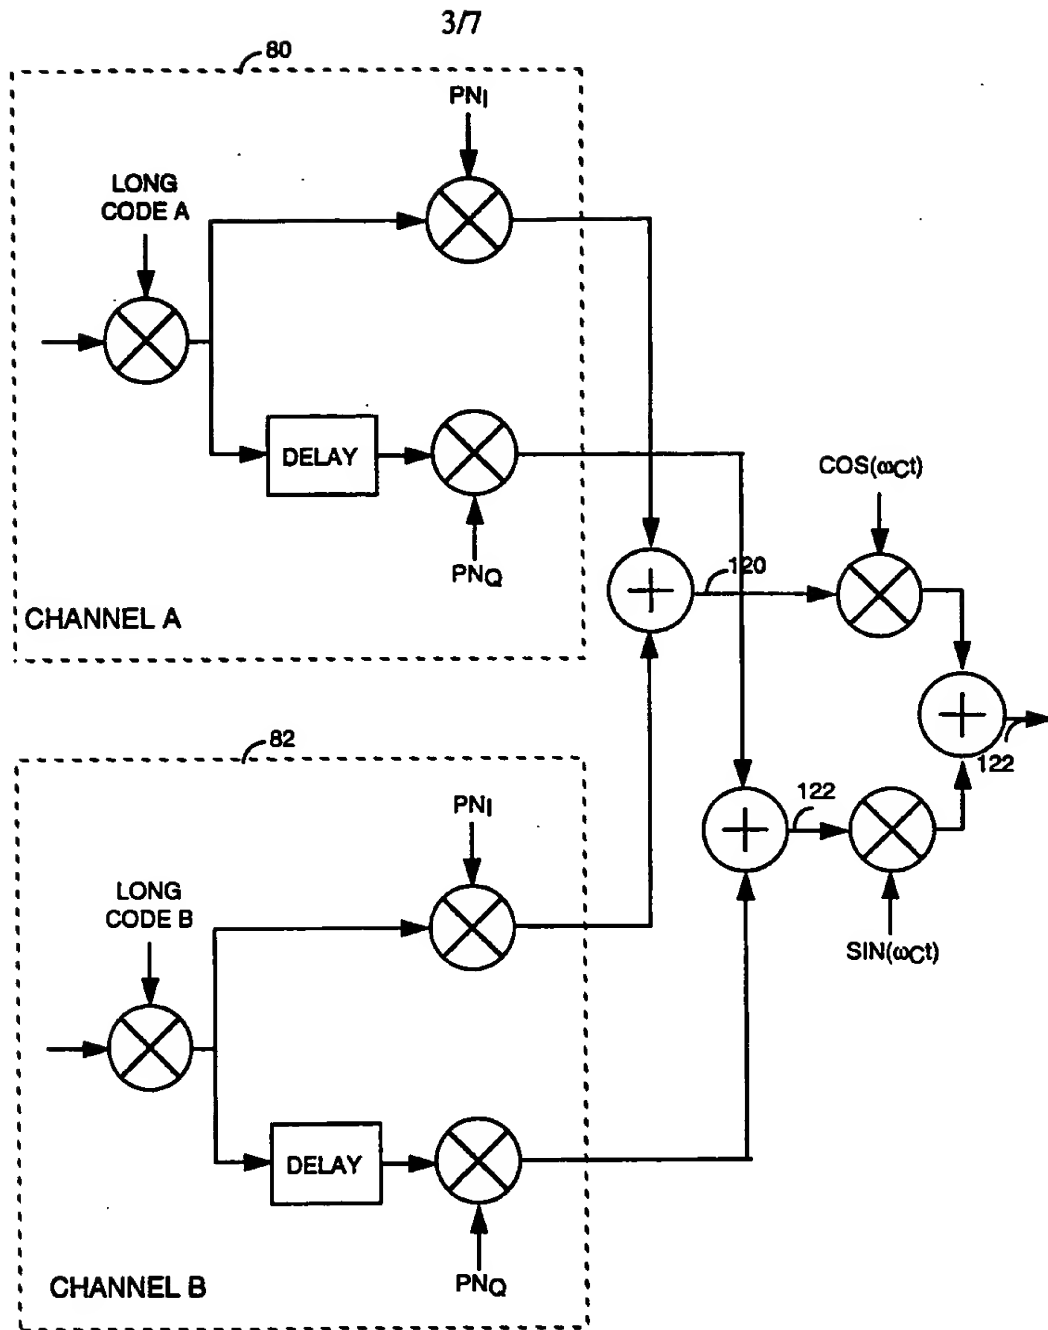 3/7
80
PNI
LONG
CODE A
DELAY
PNQ
CHANNEL A
COS(ωCt)
120
122
122
SIN(ωCt)
82
PNI
LONG
CODE B
DELAY
PNQ
CHANNEL B